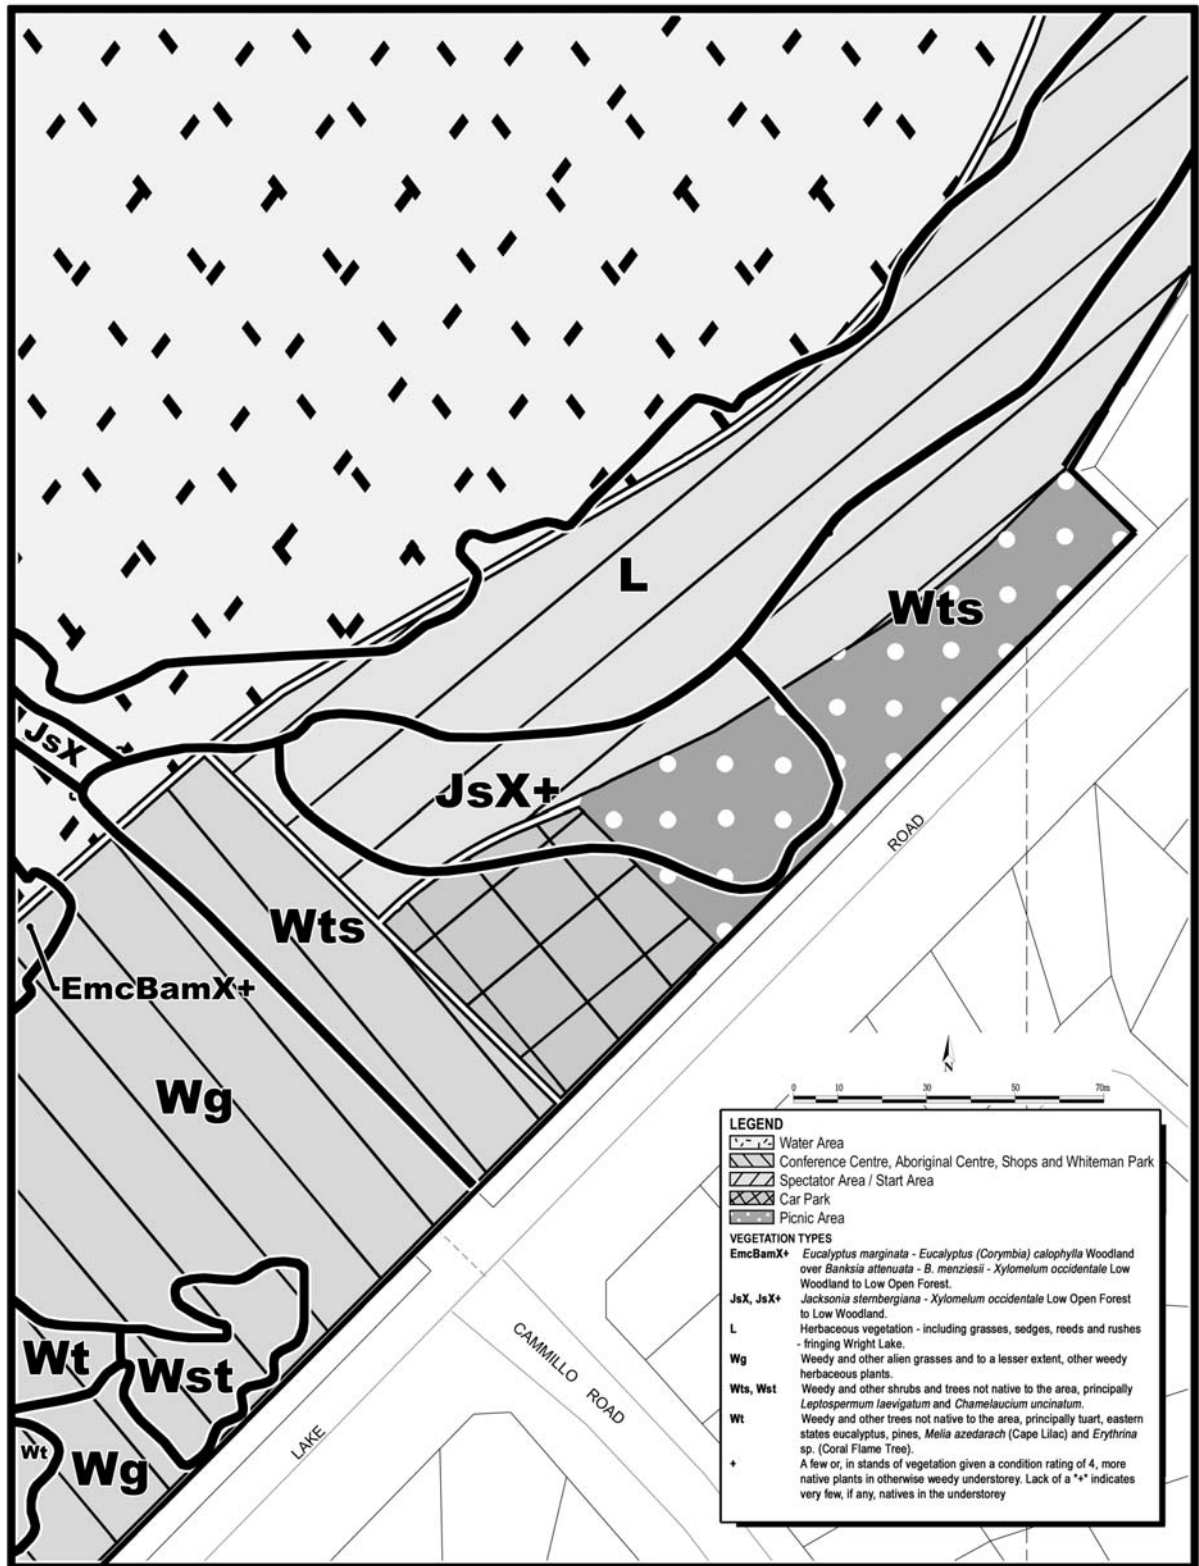 L
Wts
JsX
JsX+
Wts
EmcBamX+
Wg
Wt
Wst
Wt
Wg
ROAD
LAKE
CAMMILLO ROAD
N
0 10 30 50 70m
LEGEND
Water Area
Conference Centre, Aboriginal Centre, Shops and Whiteman Park
Spectator Area / Start Area
Car Park
Picnic Area
VEGETATION TYPES
EmcBamX+ Eucalyptus marginata - Eucalyptus (Corymbia) calophylla Woodland
over Banksia attenuata - B. menziesii - Xylomelum occidentale Low
Woodland to Low Open Forest.
JsX, JsX+ Jacksonia sternbergiana - Xylomelum occidentale Low Open Forest
to Low Woodland.
L Herbaceous vegetation - including grasses, sedges, reeds and rushes
- fringing Wright Lake.
Wg Weedy and other alien grasses and to a lesser extent, other weedy
herbaceous plants.
Wts, Wst Weedy and other shrubs and trees not native to the area, principally
Leptospermum laevigatum and Chamelaucium uncinatum.
Wt Weedy and other trees not native to the area, principally tuart, eastern
states eucalyptus, pines, Melia azedarach (Cape Lilac) and Erythrina
sp. (Coral Flame Tree).
+ A few or, in stands of vegetation given a condition rating of 4, more
native plants in otherwise weedy understorey. Lack of a "+" indicates
very few, if any, natives in the understorey